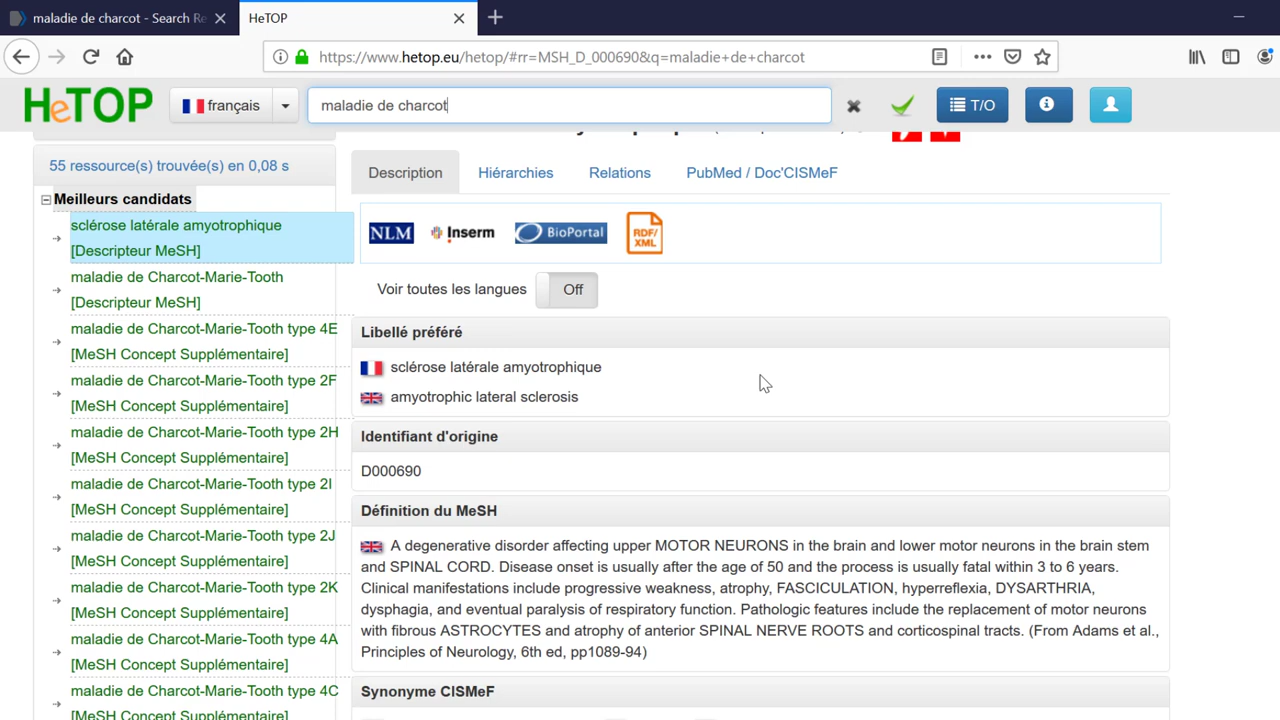 maladie de charcot - Search Re
HeTOP
https://www.hetop.eu/hetop/#rr=MSH_D_000690&q=maladie+de+charcot
HeTOP
français
maladie de charcot
T/O
55 ressource(s) trouvée(s) en 0,08 s
Meilleurs candidats
sclérose latérale amyotrophique
[Descripteur MeSH]
maladie de Charcot-Marie-Tooth
[Descripteur MeSH]
maladie de Charcot-Marie-Tooth type 4E
[MeSH Concept Supplémentaire]
maladie de Charcot-Marie-Tooth type 2F
[MeSH Concept Supplémentaire]
maladie de Charcot-Marie-Tooth type 2H
[MeSH Concept Supplémentaire]
maladie de Charcot-Marie-Tooth type 2I
[MeSH Concept Supplémentaire]
maladie de Charcot-Marie-Tooth type 2J
[MeSH Concept Supplémentaire]
maladie de Charcot-Marie-Tooth type 2K
[MeSH Concept Supplémentaire]
maladie de Charcot-Marie-Tooth type 4A
[MeSH Concept Supplémentaire]
maladie de Charcot-Marie-Tooth type 4C
[MeSH Concept Supplémentaire]
Description
Hiérarchies
Relations
PubMed / Doc'CISMeF
NLM
Inserm
BioPortal
RDF/
XML
Voir toutes les langues
Off
Libellé préféré
sclérose latérale amyotrophique
amyotrophic lateral sclerosis
Identifiant d'origine
D000690
Définition du MeSH
A degenerative disorder affecting upper MOTOR NEURONS in the brain and lower motor neurons in the brain stem
and SPINAL CORD. Disease onset is usually after the age of 50 and the process is usually fatal within 3 to 6 years.
Clinical manifestations include progressive weakness, atrophy, FASCICULATION, hyperreflexia, DYSARTHRIA,
dysphagia, and eventual paralysis of respiratory function. Pathologic features include the replacement of motor neurons
with fibrous ASTROCYTES and atrophy of anterior SPINAL NERVE ROOTS and corticospinal tracts. (From Adams et al.,
Principles of Neurology, 6th ed, pp1089-94)
Synonyme CISMeF